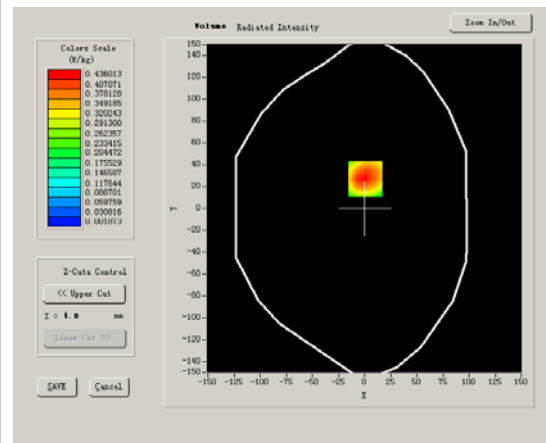 Volume Radiated Intensity
Zoom In/Out
Colors Scale
(W/kg)
0.436013
0.407071
0.378128
0.349185
0.320243
0.291300
0.262357
0.233415
0.204472
0.175529
0.146587
0.117644
0.088701
0.059759
0.030816
0.001873
Z-Cuts Control
<< Upper Cut
Z = 4.0 mm
Lower Cut >>
SAVE
Cancel
150
140
120
100
80
60
40
20
0
-20
-40
-60
-80
-100
-120
-140
-150
Y
-150 -125 -100 -75 -50 -25 0 25 50 75 100 125 150
X